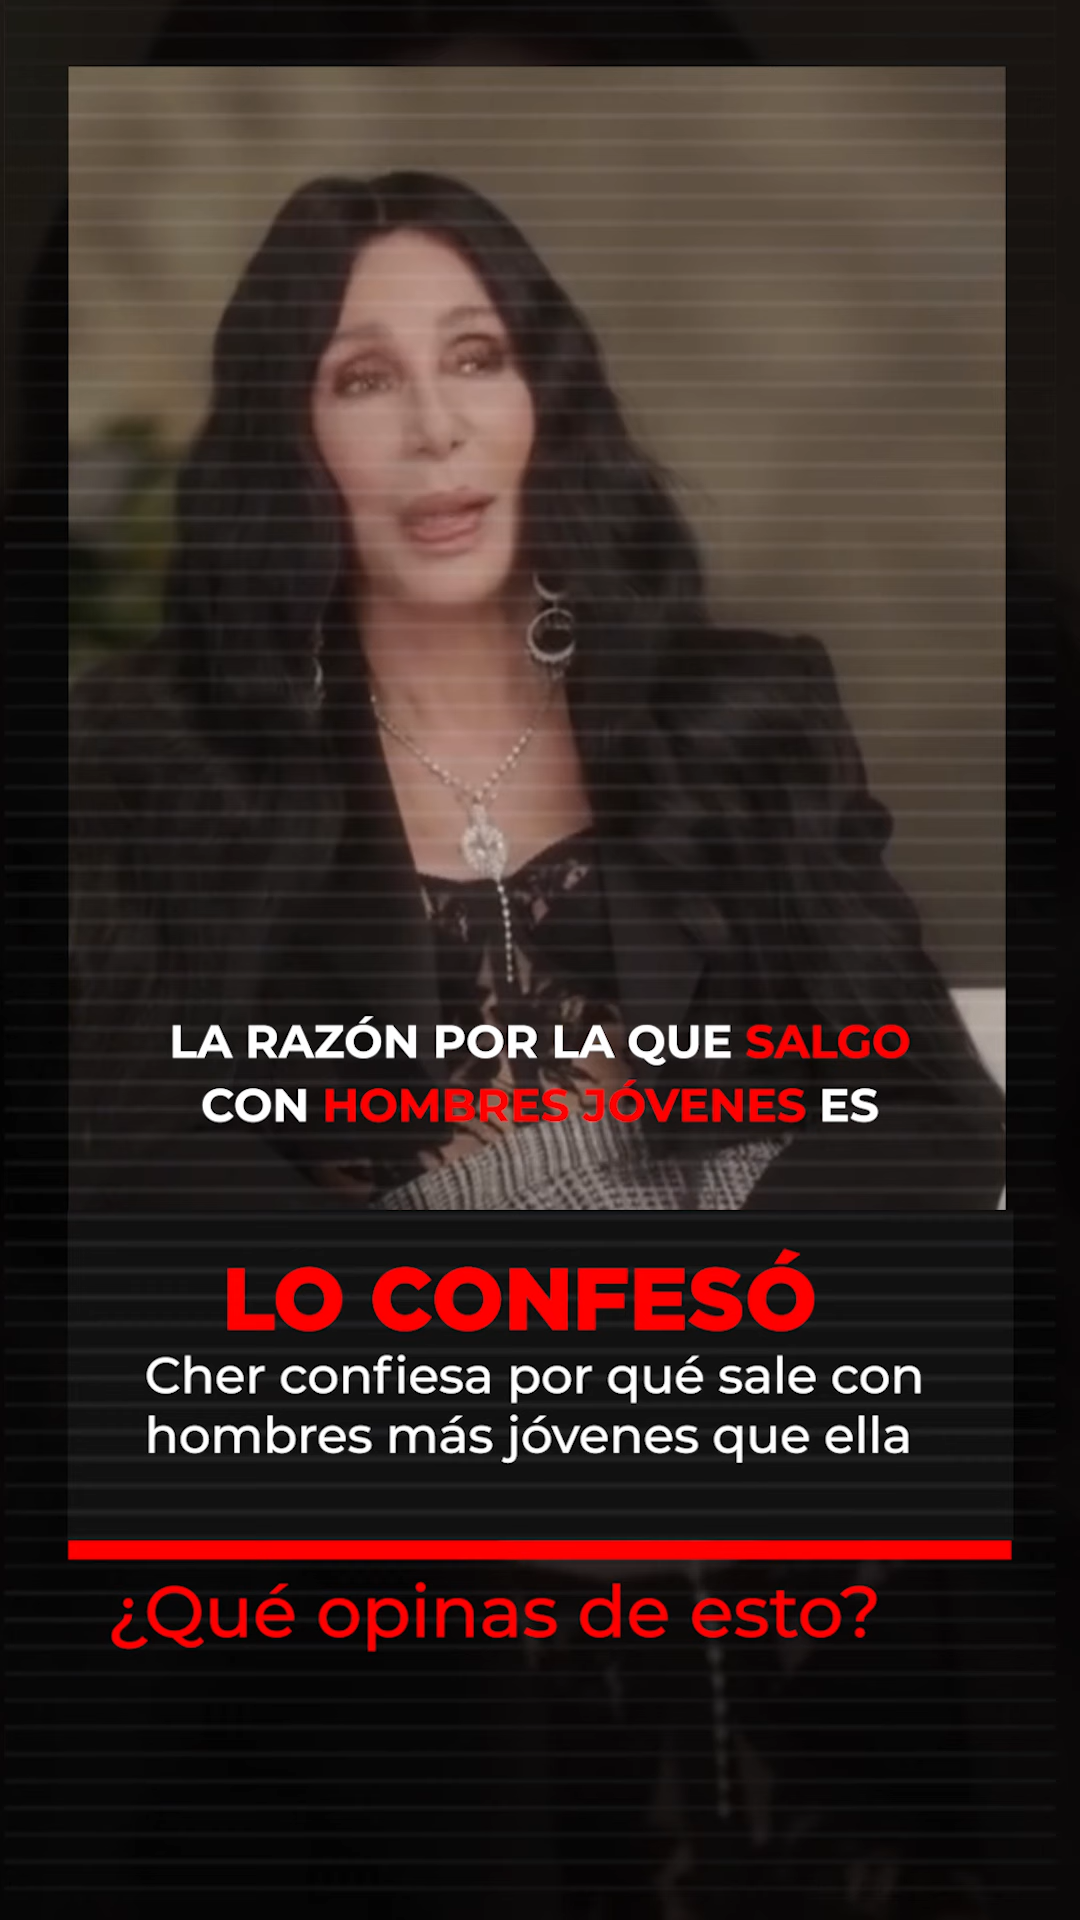 LA RAZÓN POR LA QUE SALGO
CON HOMBRES JÓVENES ES
LO CONFESÓ
Cher confiesa por qué sale con
hombres más jóvenes que ella
¿Qué opinas de esto?